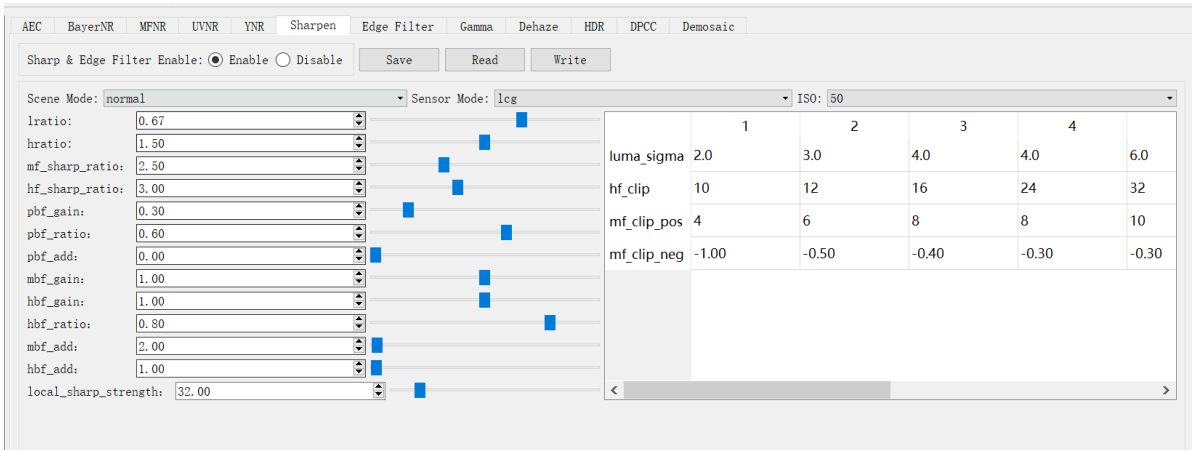 AEC BayerNR MFNR UVNR YNR Sharpen Edge Filter Gamma Dehaze HDR DPCC Demosaic
Sharp & Edge Filter Enable: Enable Disable Save Read Write
Scene Mode: normal Sensor Mode: lcg ISO: 50
lratio: 0.67
hratio: 1.50
mf_sharp_ratio: 2.50
hf_sharp_ratio: 3.00
pbf_gain: 0.30
pbf_ratio: 0.60
pbf_add: 0.00
mbf_gain: 1.00
hbf_gain: 1.00
hbf_ratio: 0.80
mbf_add: 2.00
hbf_add: 1.00
local_sharp_strength: 32.00
1 2 3 4
luma_sigma 2.0 3.0 4.0 4.0 6.0
hf_clip 10 12 16 24 32
mf_clip_pos 4 6 8 8 10
mf_clip_neg -1.00 -0.50 -0.40 -0.30 -0.30